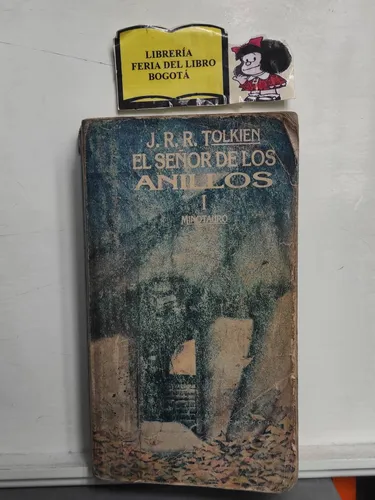 LIBRERÍA
FERIA DEL LIBRO
BOGOTÁ
J. R. R. TOLKIEN
EL SEÑOR DE LOS
ANILLOS
I
MINOTAURO